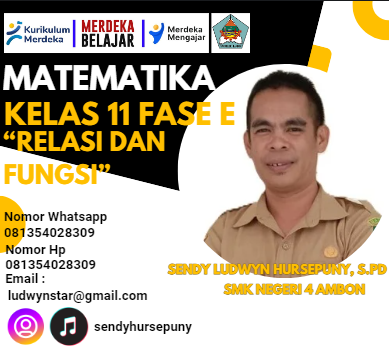 Kurikulum
Merdeka
MERDEKA
BELAJAR
Merdeka
Mengajar
MATEMATIKA
KELAS 11 FASE E
“RELASI DAN
FUNGSI”
Nomor Whatsapp
081354028309
Nomor Hp
081354028309
Email :
ludwynstar@gmail.com
sendyhursepuny
SENDY LUDWYN HURSEPUNY, S.PD
SMK NEGERI 4 AMBON